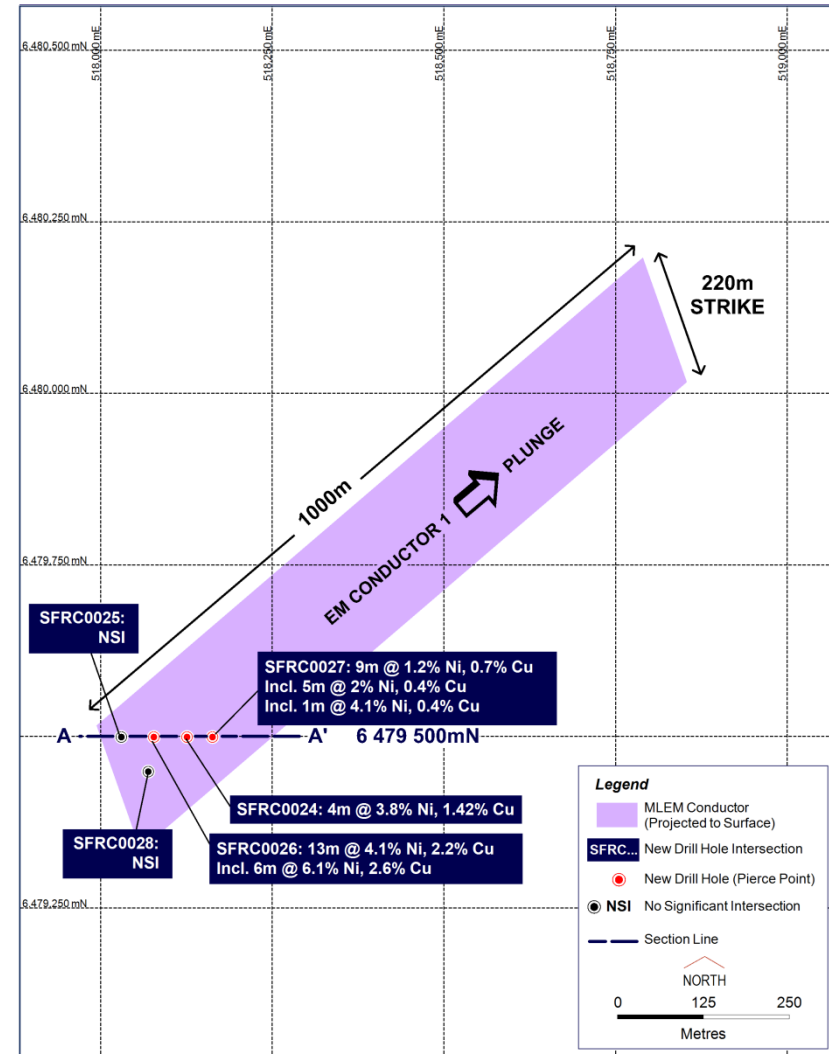 518,000 mE
518,250 mE
518,500 mE
518,750 mE
519,000 mE
6,480,500 mN
6,480,250 mN
6,480,000 mN
6,479,750 mN
6,479,250 mN
220m
STRIKE
1000m
EM CONDUCTOR 1
PLUNGE
SFRC0025:
NSI
SFRC0027: 9m @ 1.2% Ni, 0.7% Cu
Incl. 5m @ 2% Ni, 0.4% Cu
Incl. 1m @ 4.1% Ni, 0.4% Cu
A
A' 6 479 500mN
SFRC0024: 4m @ 3.8% Ni, 1.42% Cu
SFRC0028:
NSI
SFRC0026: 13m @ 4.1% Ni, 2.2% Cu
Incl. 6m @ 6.1% Ni, 2.6% Cu
Legend
MLEM Conductor
(Projected to Surface)
SFRC... New Drill Hole Intersection
New Drill Hole (Pierce Point)
NSI No Significant Intersection
Section Line
NORTH
0 125 250
Metres